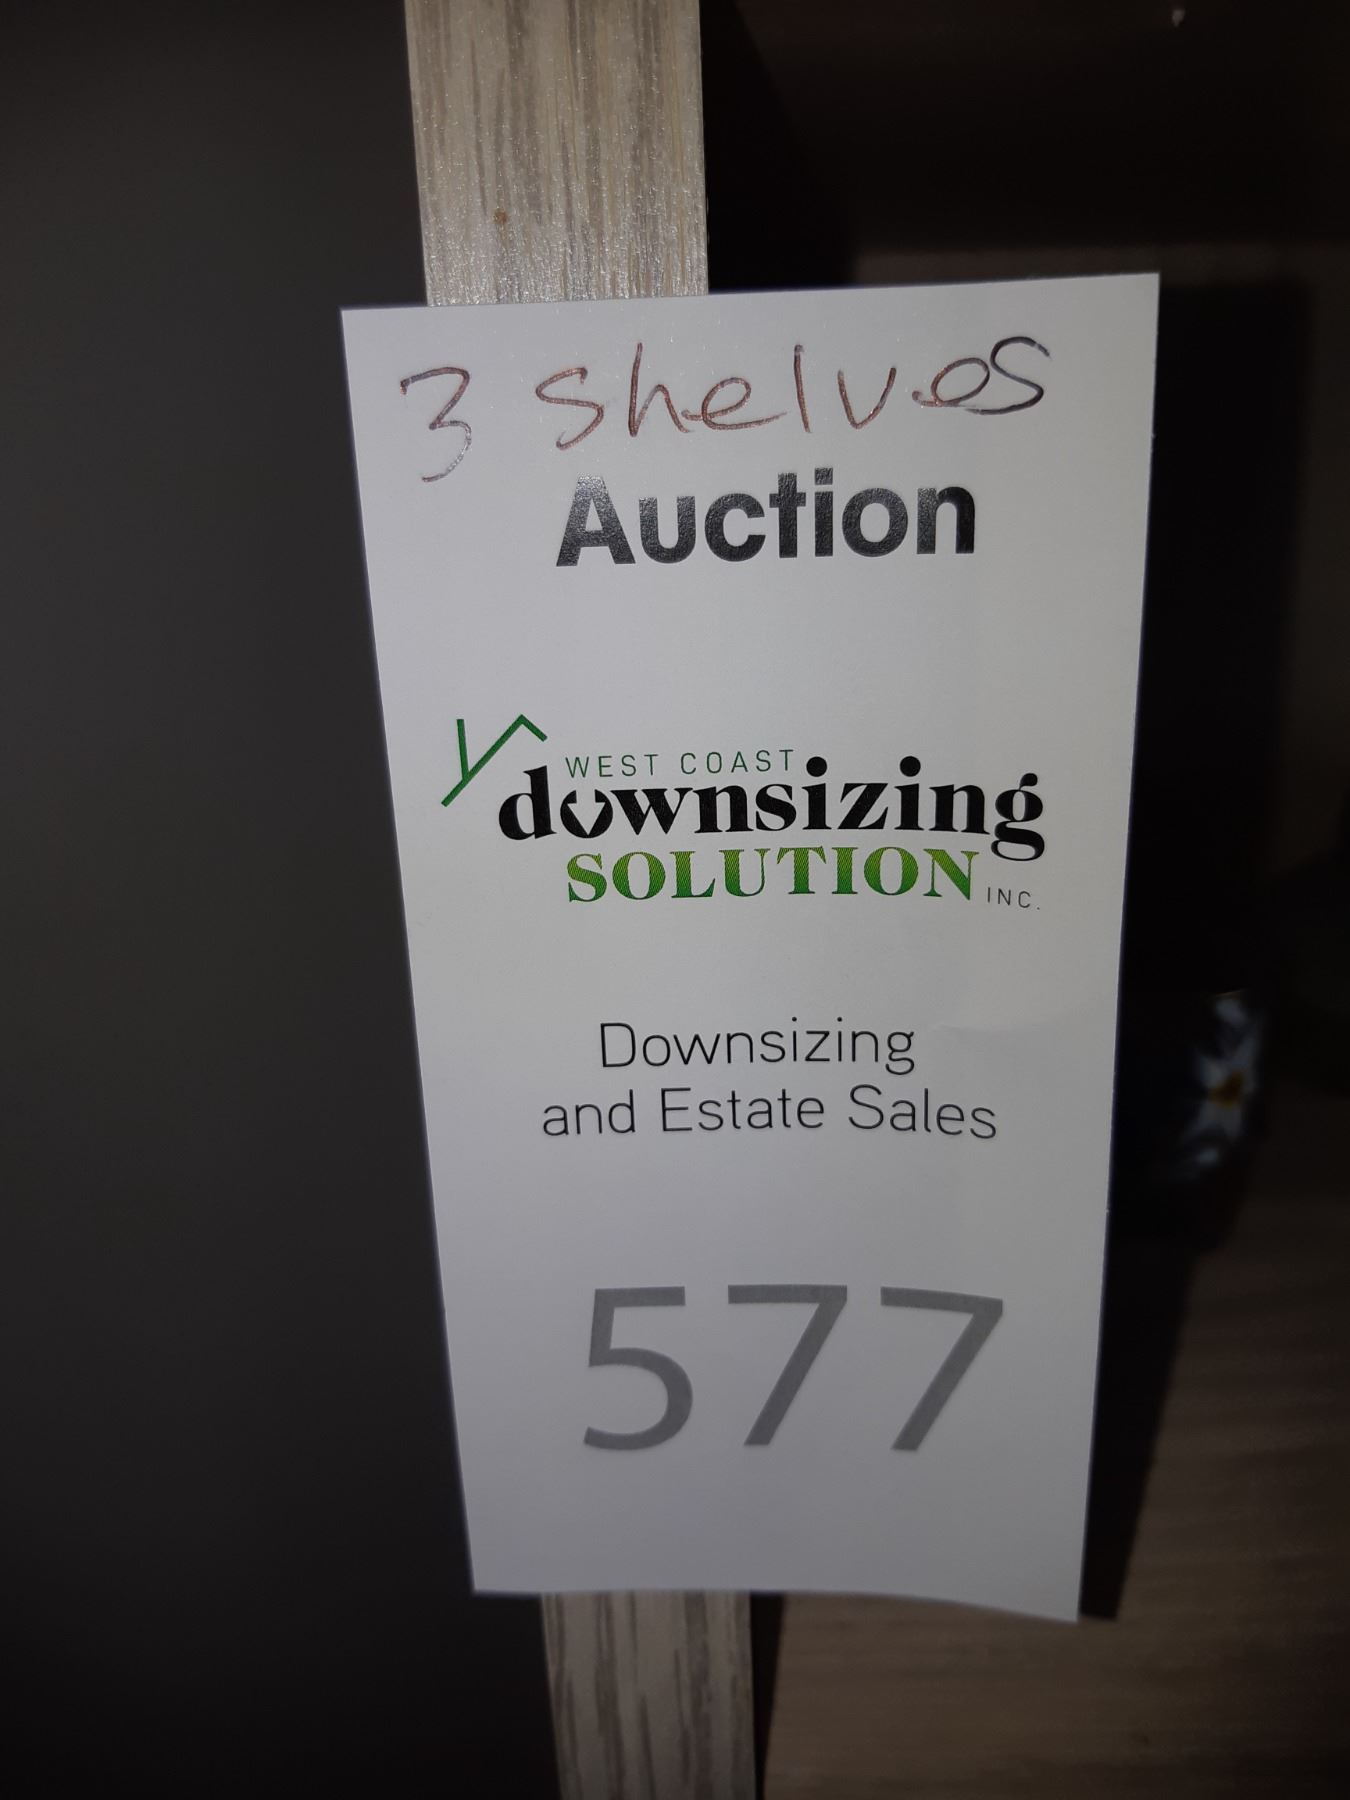 3 shelves
Auction
WEST COAST
downsizing
SOLUTION INC.
Downsizing
and Estate Sales
577